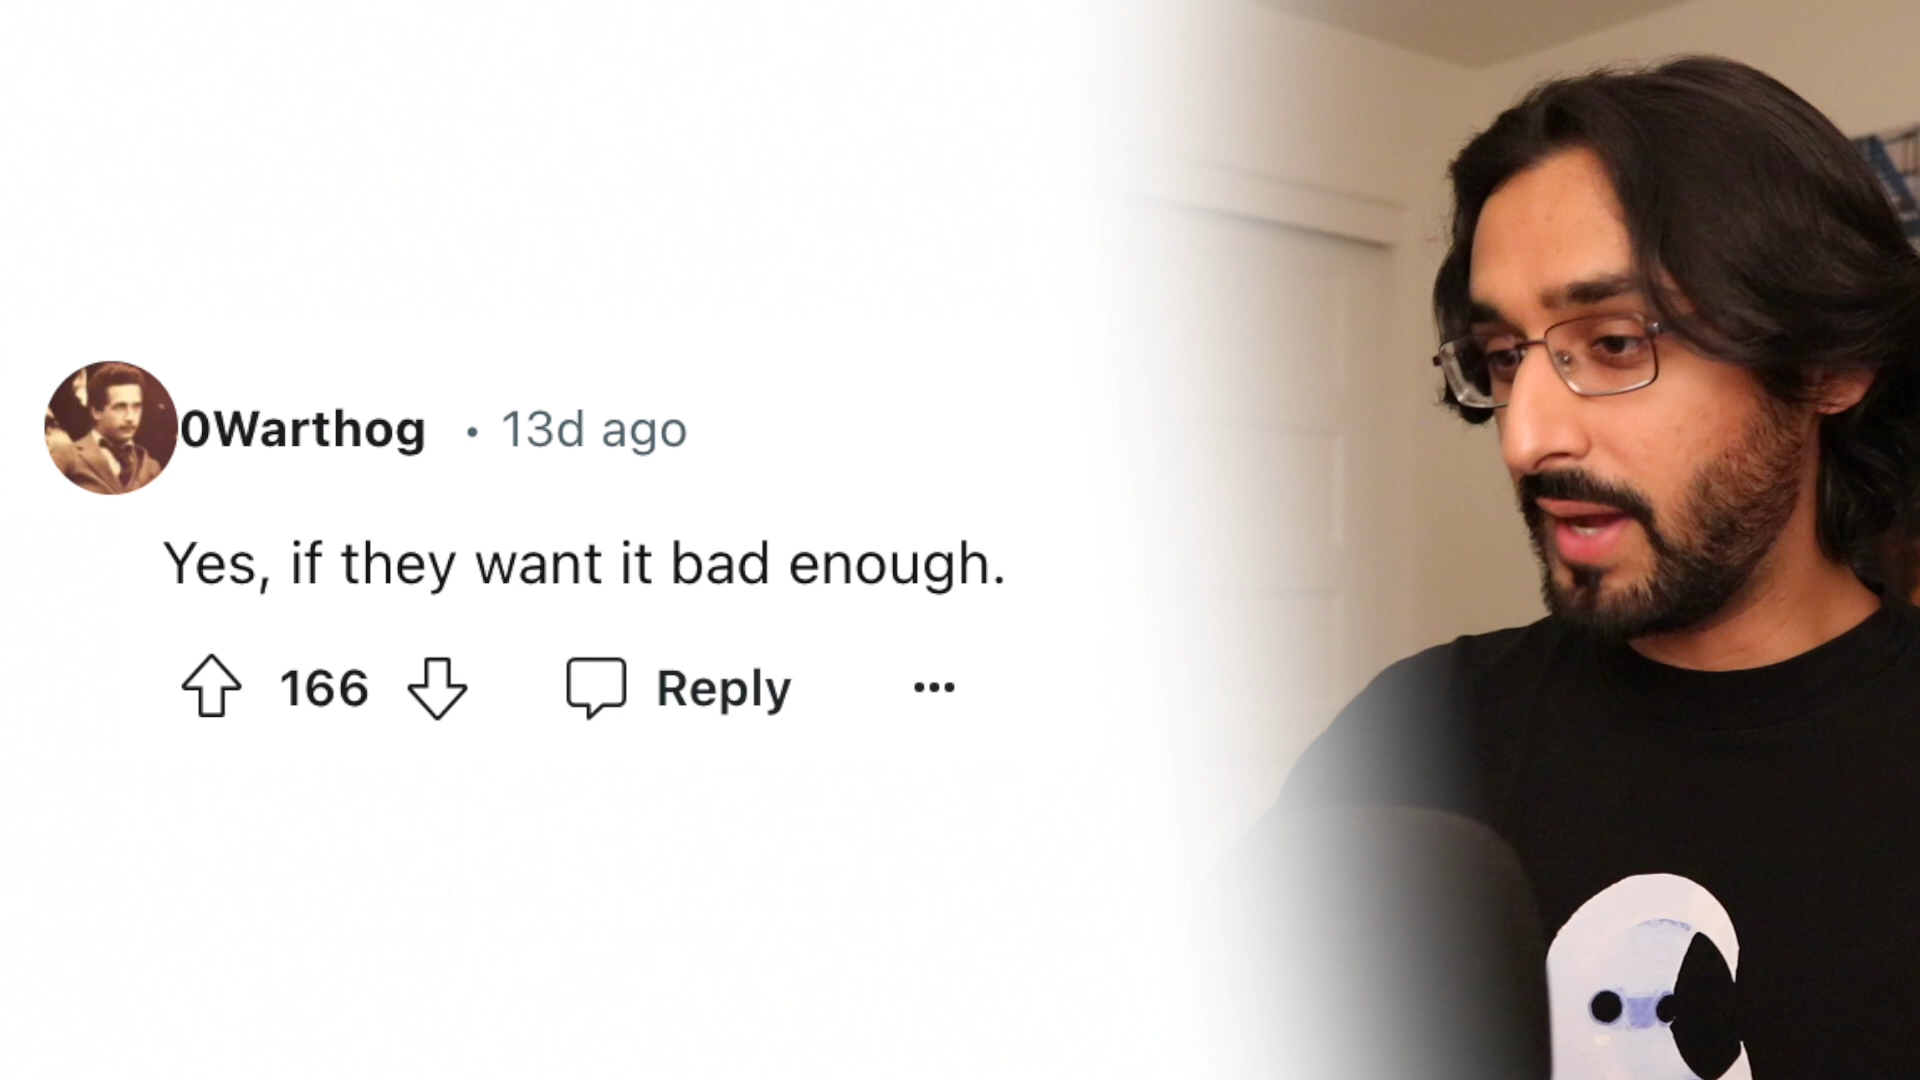 0Warthog • 13d ago
Yes, if they want it bad enough.
166 Reply